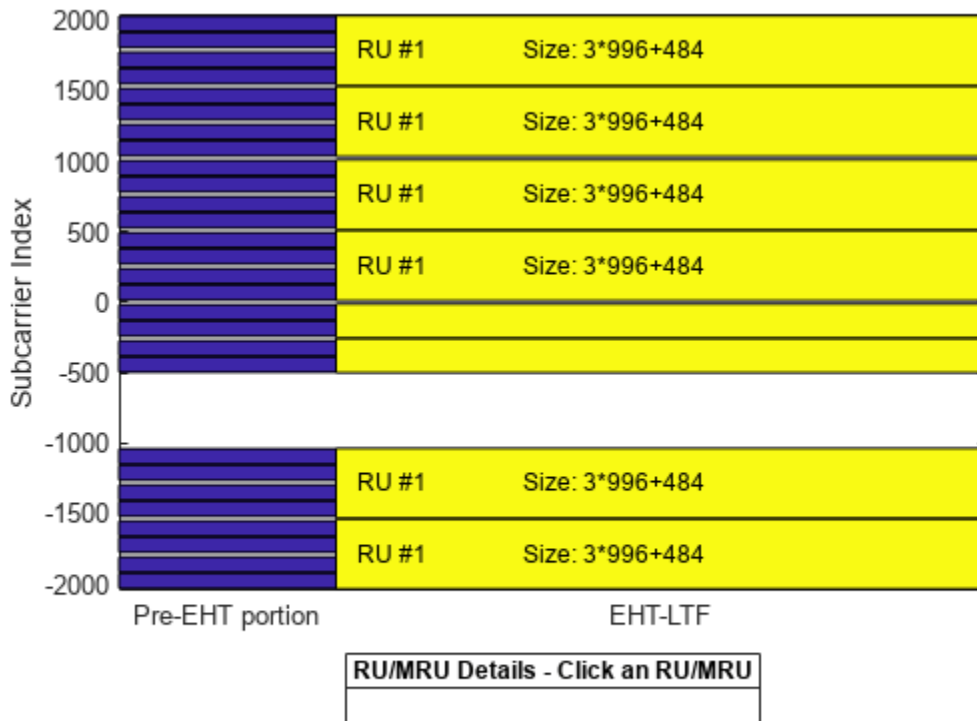 2000
RU #1 Size: 3*996+484
1500
RU #1 Size: 3*996+484
1000
RU #1 Size: 3*996+484
500
RU #1 Size: 3*996+484
0
-500
-1000
RU #1 Size: 3*996+484
-1500
RU #1 Size: 3*996+484
-2000
Subcarrier Index
Pre-EHT portion EHT-LTF
RU/MRU Details - Click an RU/MRU